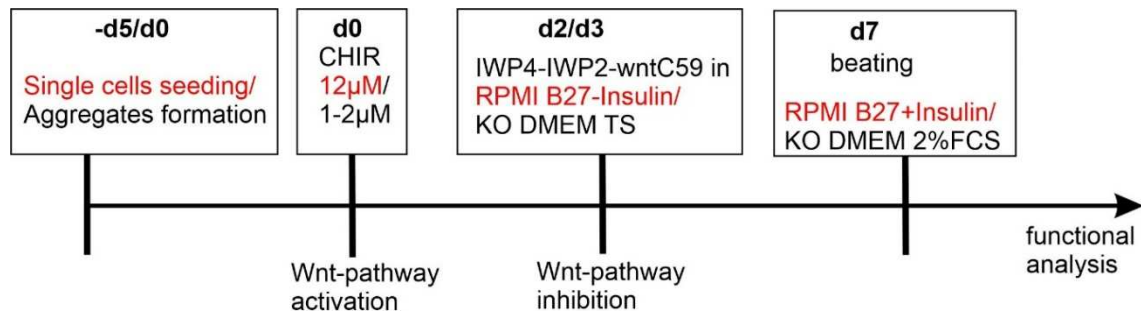 -d5/d0
Single cells seeding/
Aggregates formation
d0
CHIR
12µM/
1-2µM
d2/d3
IWP4-IWP2-wntC59 in
RPMI B27-Insulin/
KO DMEM TS
d7
beating
RPMI B27+Insulin/
KO DMEM 2%FCS
Wnt-pathway
activation
Wnt-pathway
inhibition
functional
analysis